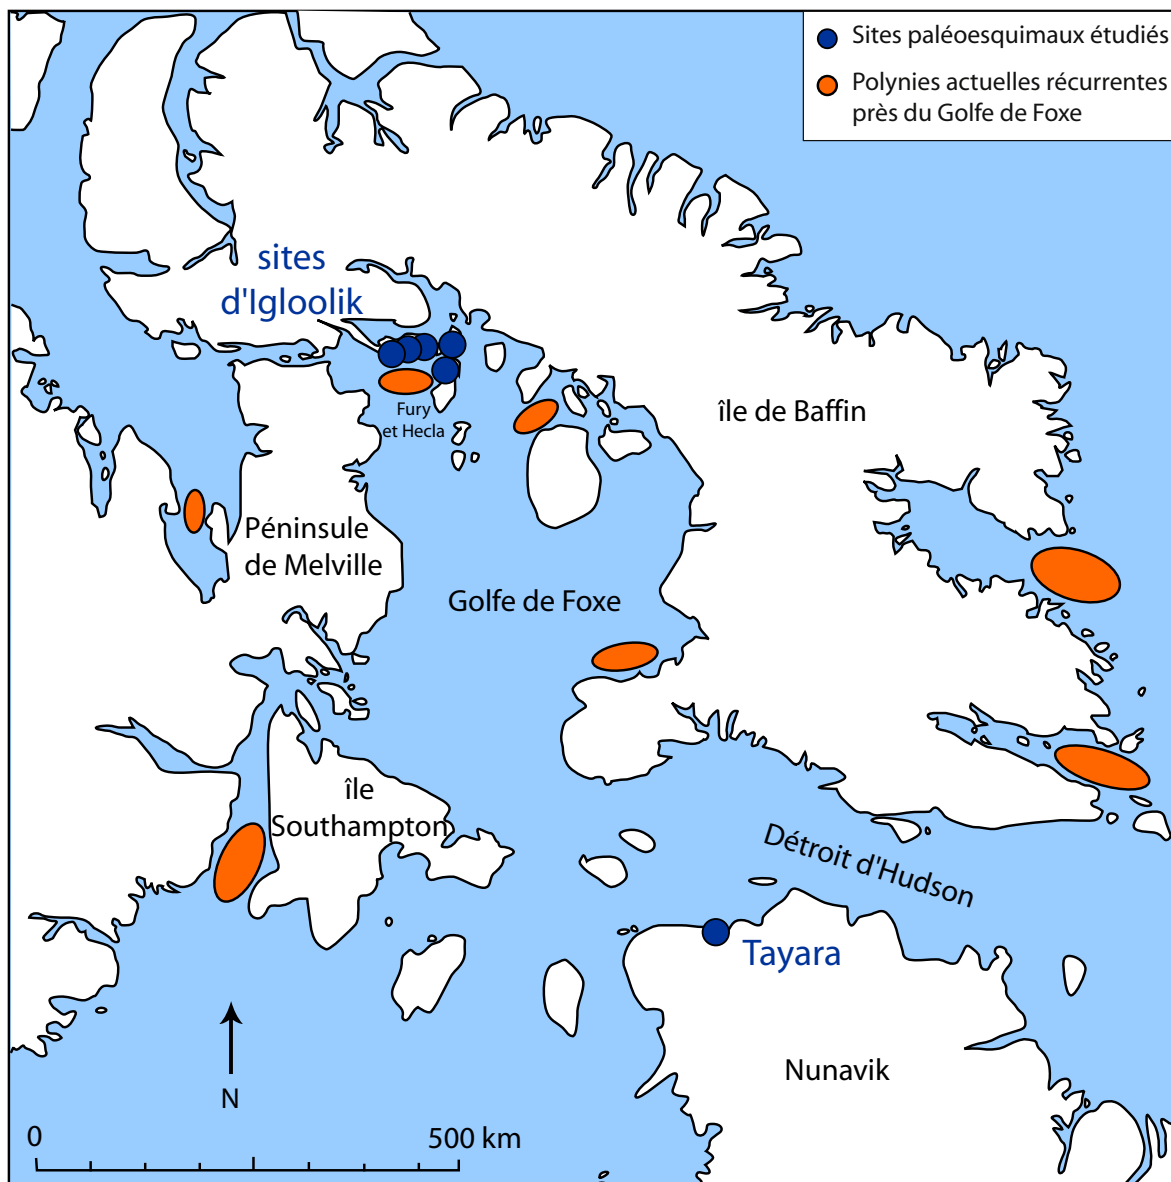 Sites paléoesquimaux étudiés
Polynies actuelles récurrentes
près du Golfe de Foxe
sites
d'Igloolik
île de Baffin
Fury
et Hecla
Péninsule
de Melville
Golfe de Foxe
île
Southampton
Détroit d'Hudson
Tayara
Nunavik
N
0
500 km